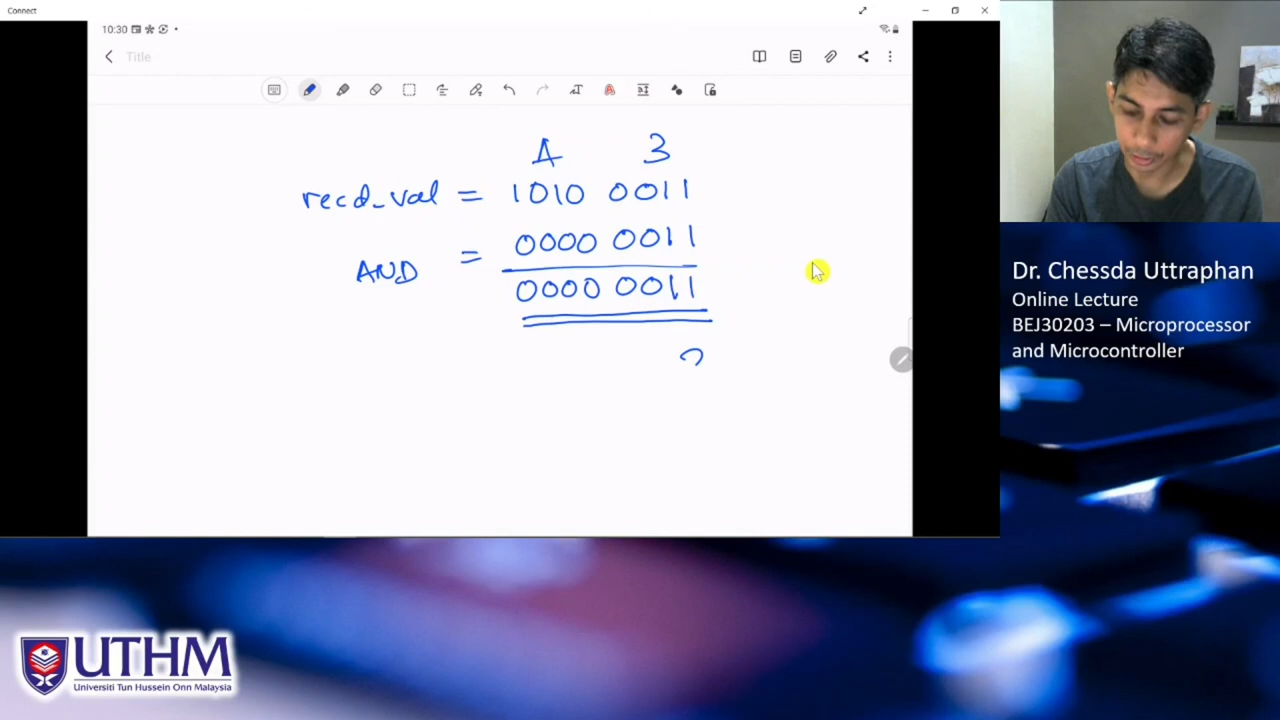 Connect
10:30
Title
A 3
recd_val = 1010 0011
AND = 0000 0011
0000 0011
Dr. Chessda Uttraphan
Online Lecture
BEJ30203 – Microprocessor
and Microcontroller
UTHM
Universiti Tun Hussein Onn Malaysia